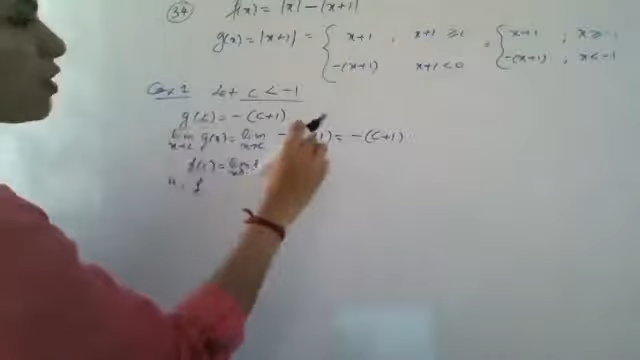 34 f(x) = |x| - |x+1|
g(x) = |x+1| = { x+1 , x+1 ≥ 0 = { x+1 ; x ≥ -1
-(x+1) x+1 < 0 -(x+1) ; x < -1
Case 1 Let c < -1
g(c) = -(c+1)
lim x→c g(x) = lim x→c - 1) = -(c+1)